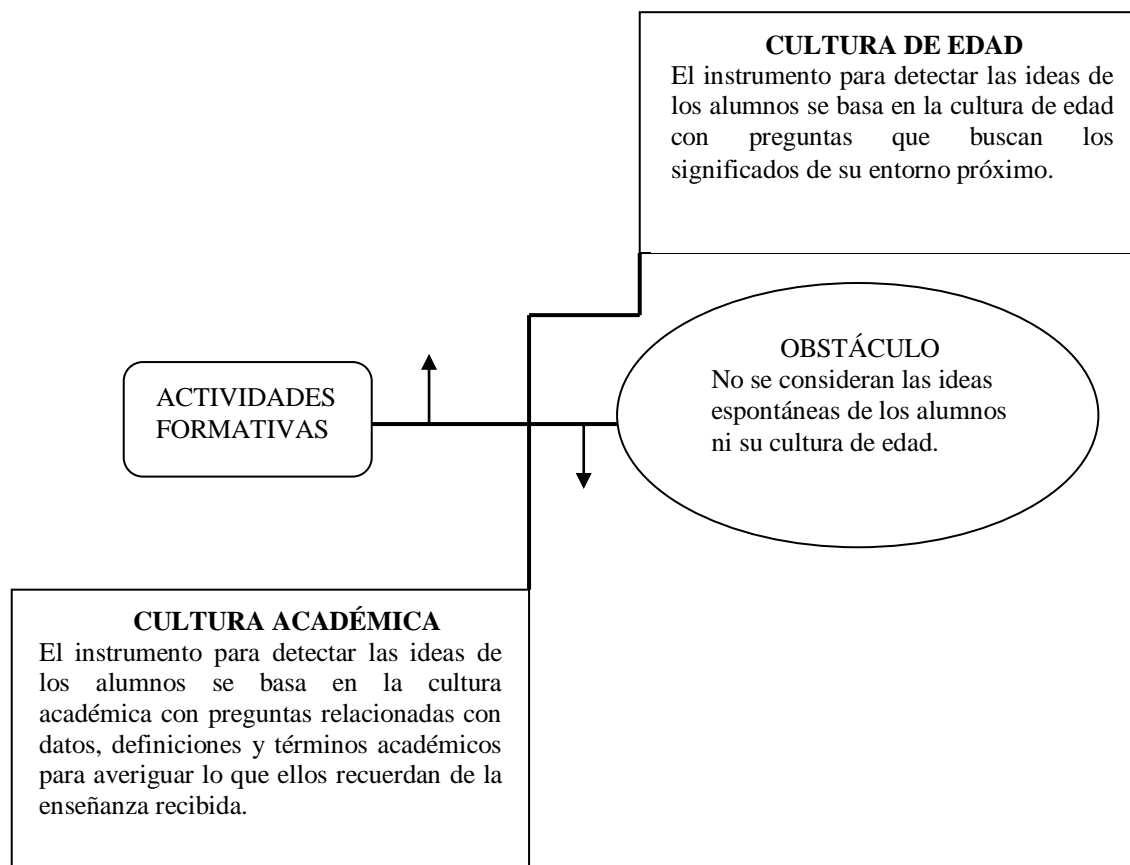 CULTURA DE EDAD
El instrumento para detectar las ideas de
los alumnos se basa en la cultura de edad
con preguntas que buscan los
significados de su entorno próximo.
OBSTÁCULO
No se consideran las ideas
espontáneas de los alumnos
ni su cultura de edad.
ACTIVIDADES
FORMATIVAS
CULTURA ACADÉMICA
El instrumento para detectar las ideas de
los alumnos se basa en la cultura
académica con preguntas relacionadas con
datos, definiciones y términos académicos
para averiguar lo que ellos recuerdan de la
enseñanza recibida.